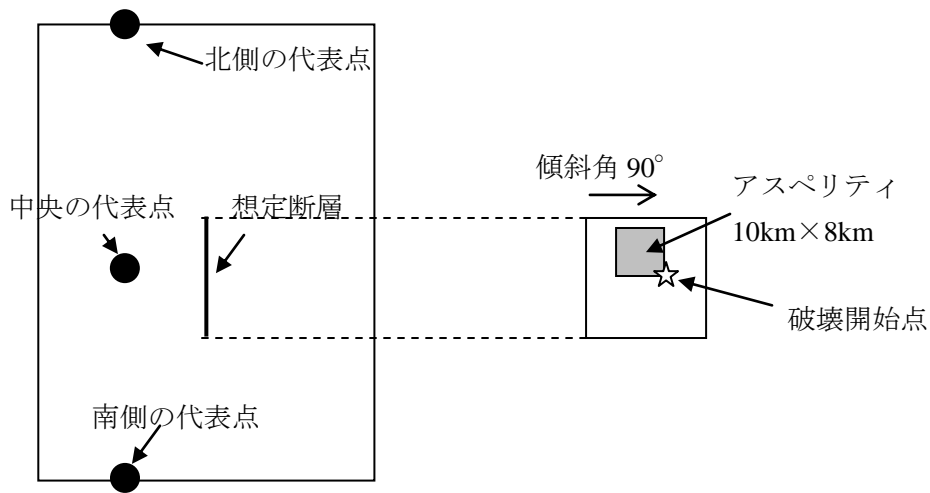 北側の代表点
傾斜角 90°
アスペリティ
10km×8km
中央の代表点
想定断層
破壊開始点
南側の代表点